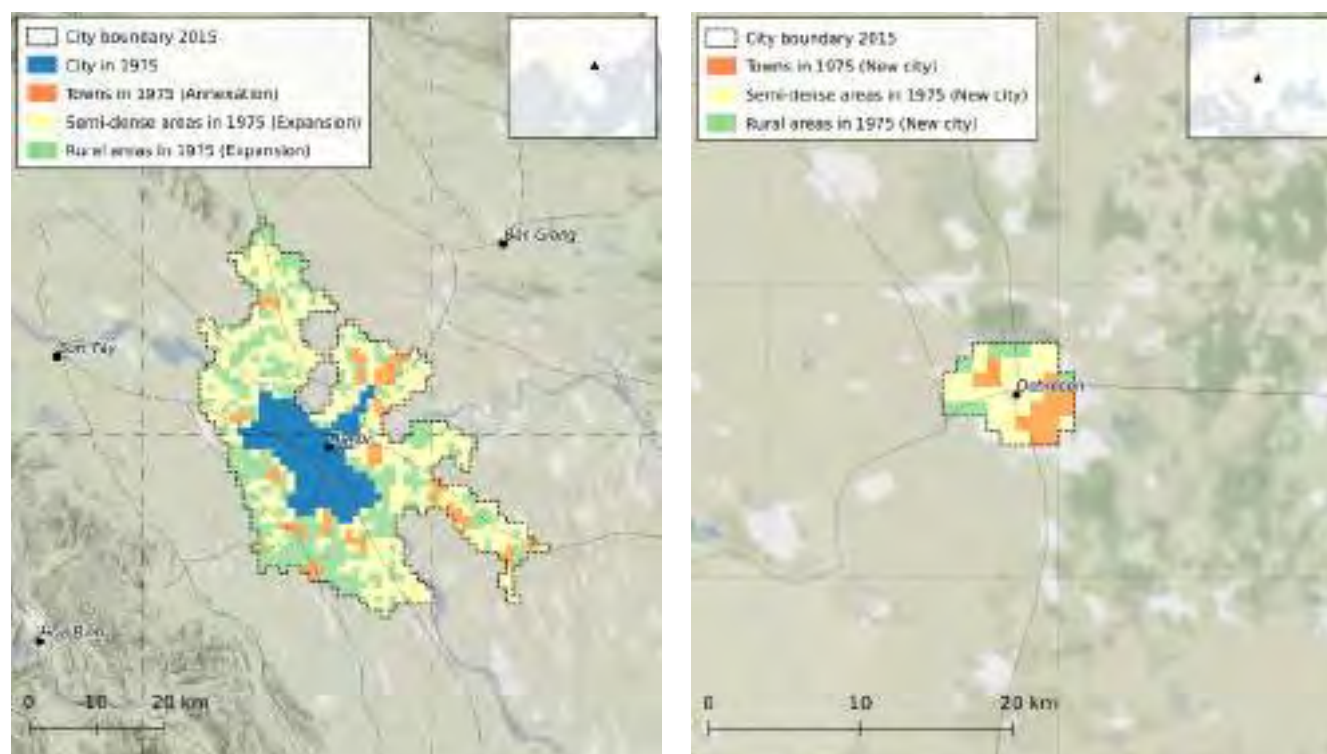 City boundary 2015
City in 1975
Towns in 1975 (Annexation)
Semi-dense areas in 1975 (Expansion)
Rural areas in 1975 (Expansion)
Bắc Giang
0 10 20 km
City boundary 2015
Towns in 1975 (New city)
Semi-dense areas in 1975 (New City)
Rural areas in 1975 (New city)
Debrecen
0 10 20 km